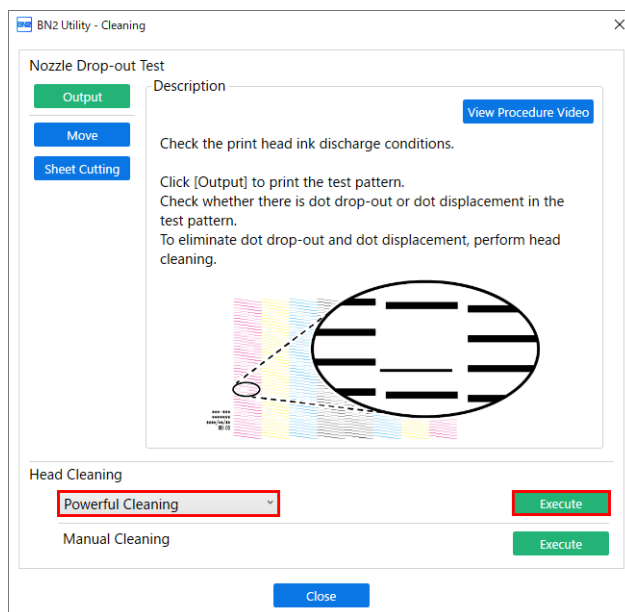 BN2 BN2 Utility - Cleaning
Nozzle Drop-out Test
Output
Description
View Procedure Video
Move
Check the print head ink discharge conditions.
Sheet Cutting
Click [Output] to print the test pattern.
Check whether there is dot drop-out or dot displacement in the
test pattern.
To eliminate dot drop-out and dot displacement, perform head
cleaning.
Head Cleaning
Powerful Cleaning
Execute
Manual Cleaning
Execute
Close